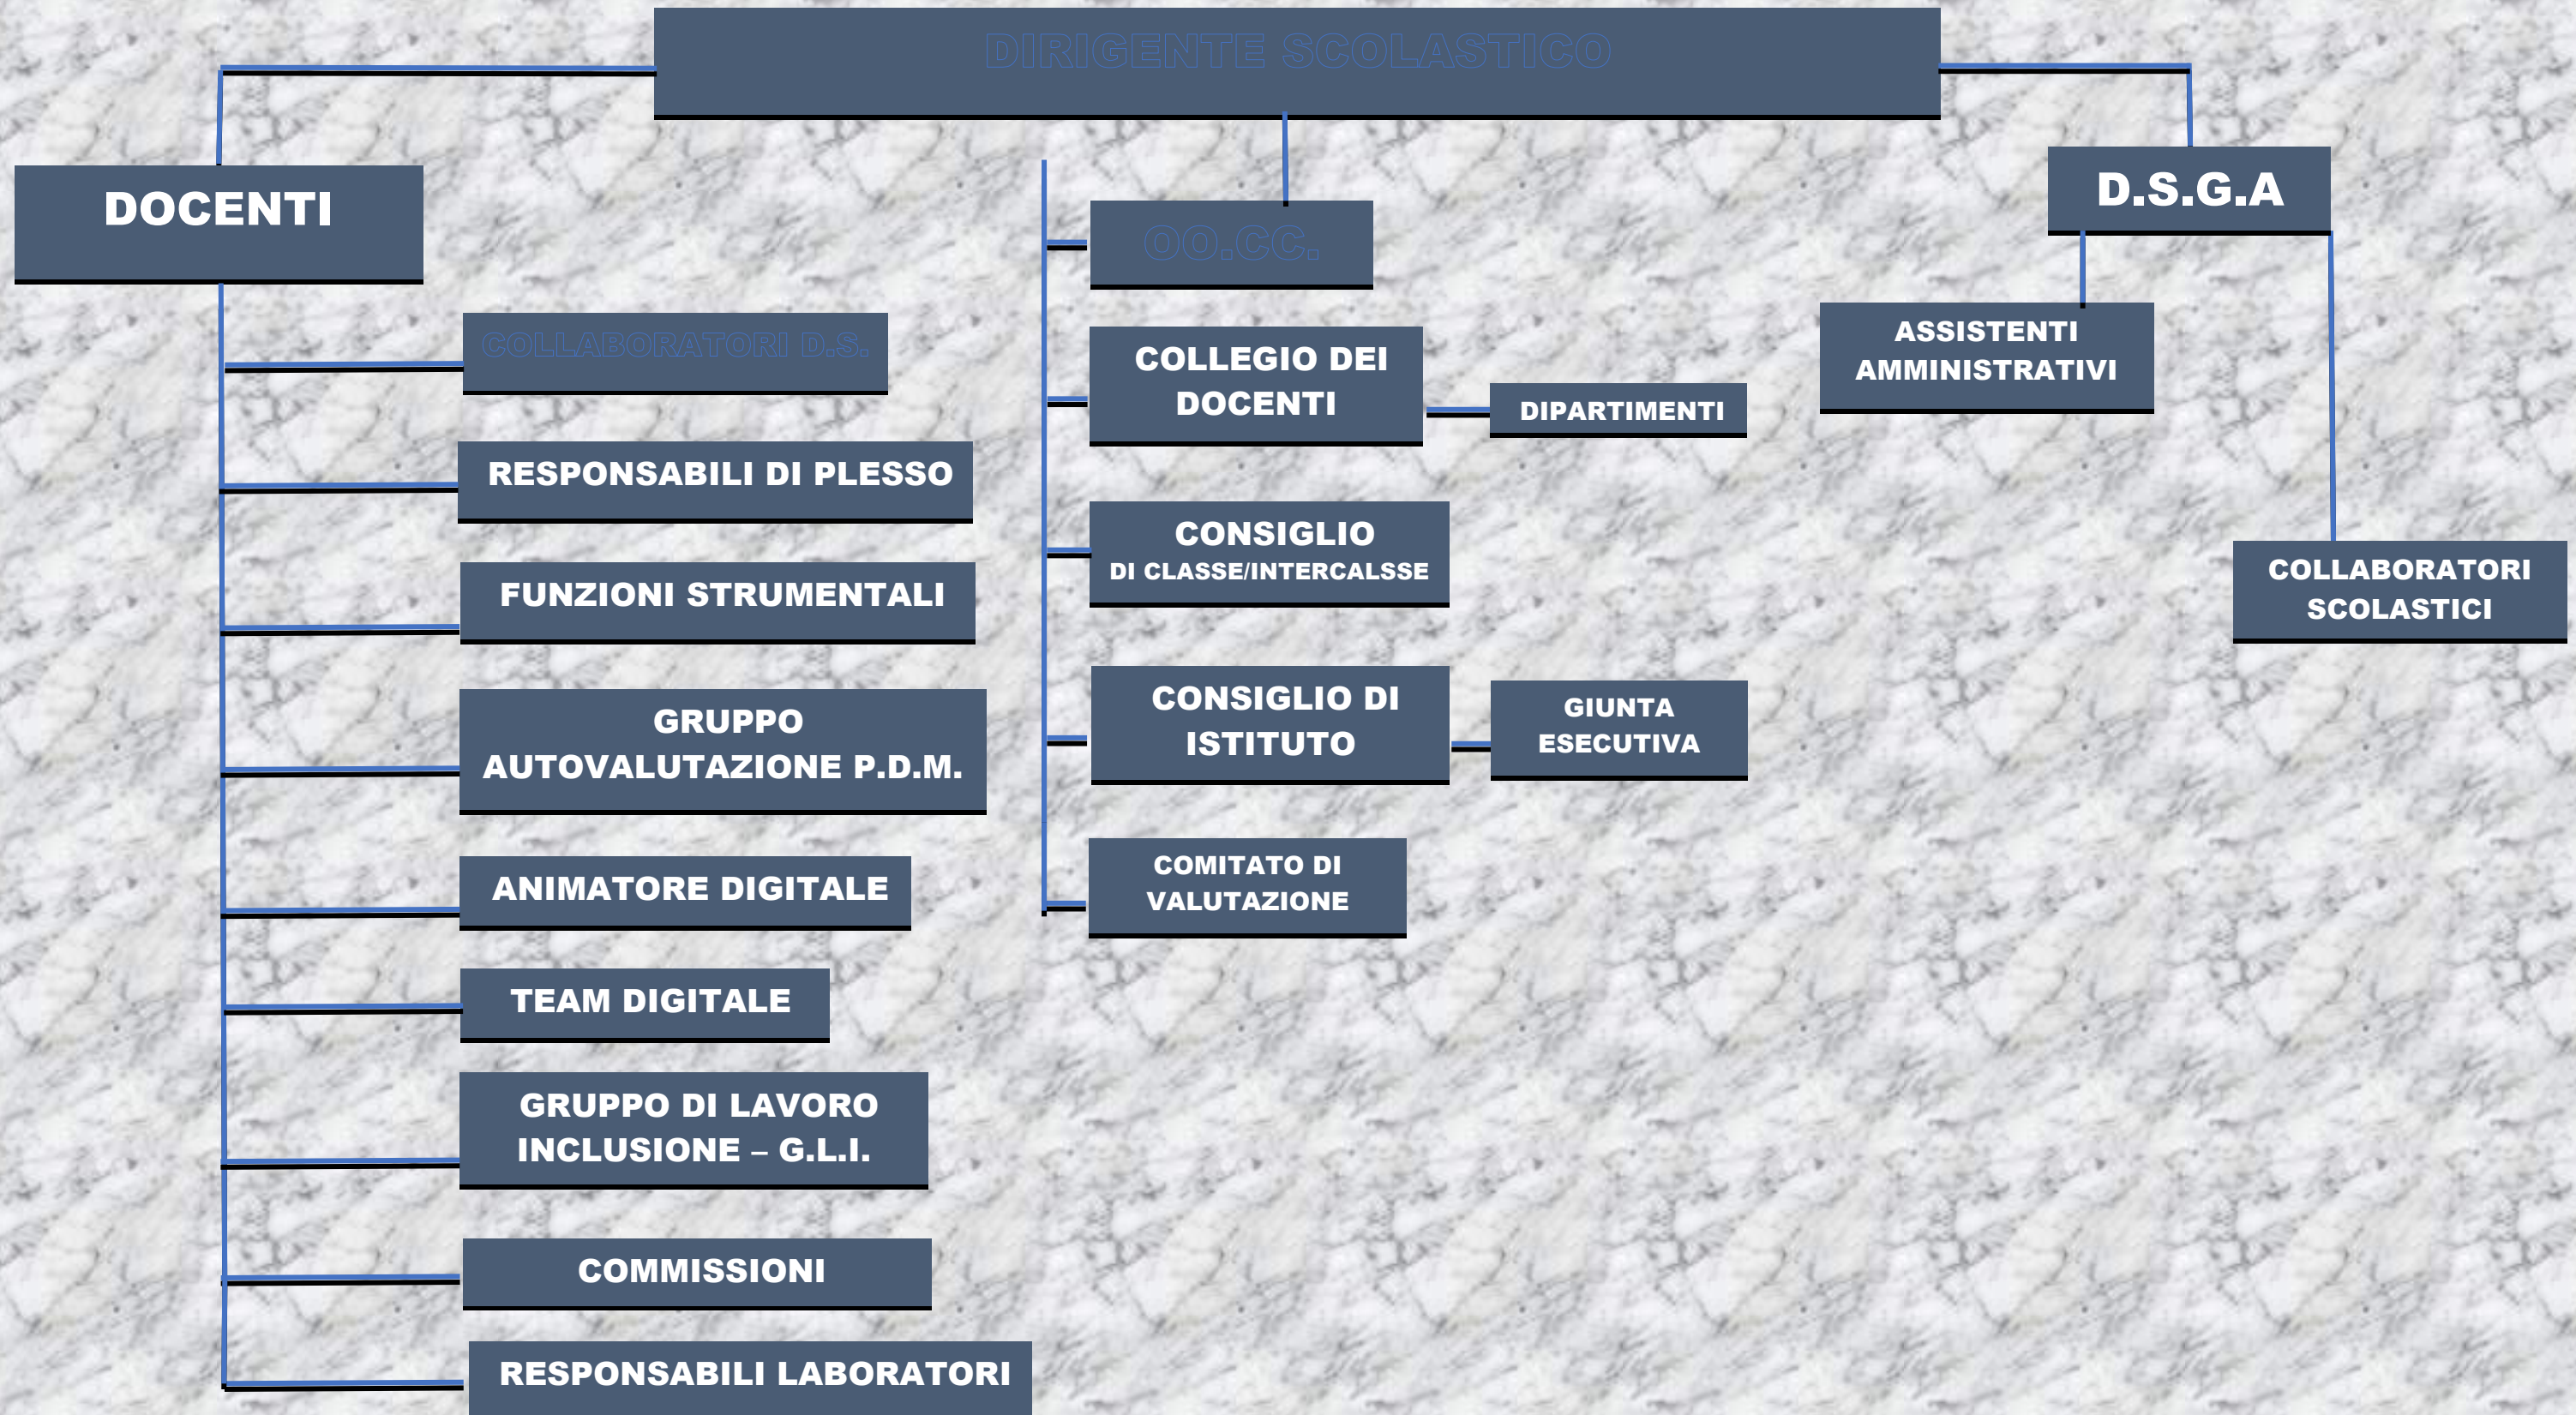 DIRIGENTE SCOLASTICO
DOCENTI
COLLABORATORI D.S.
RESPONSABILI DI PLESSO
FUNZIONI STRUMENTALI
GRUPPO
AUTOVALUTAZIONE P.D.M.
ANIMATORE DIGITALE
TEAM DIGITALE
GRUPPO DI LAVORO
INCLUSIONE – G.L.I.
COMMISSIONI
RESPONSABILI LABORATORI
OO.CC.
COLLEGIO DEI
DOCENTI
DIPARTIMENTI
CONSIGLIO
DI CLASSE/INTERCALSSE
CONSIGLIO DI
ISTITUTO
GIUNTA
ESECUTIVA
COMITATO DI
VALUTAZIONE
D.S.G.A
ASSISTENTI
AMMINISTRATIVI
COLLABORATORI
SCOLASTICI